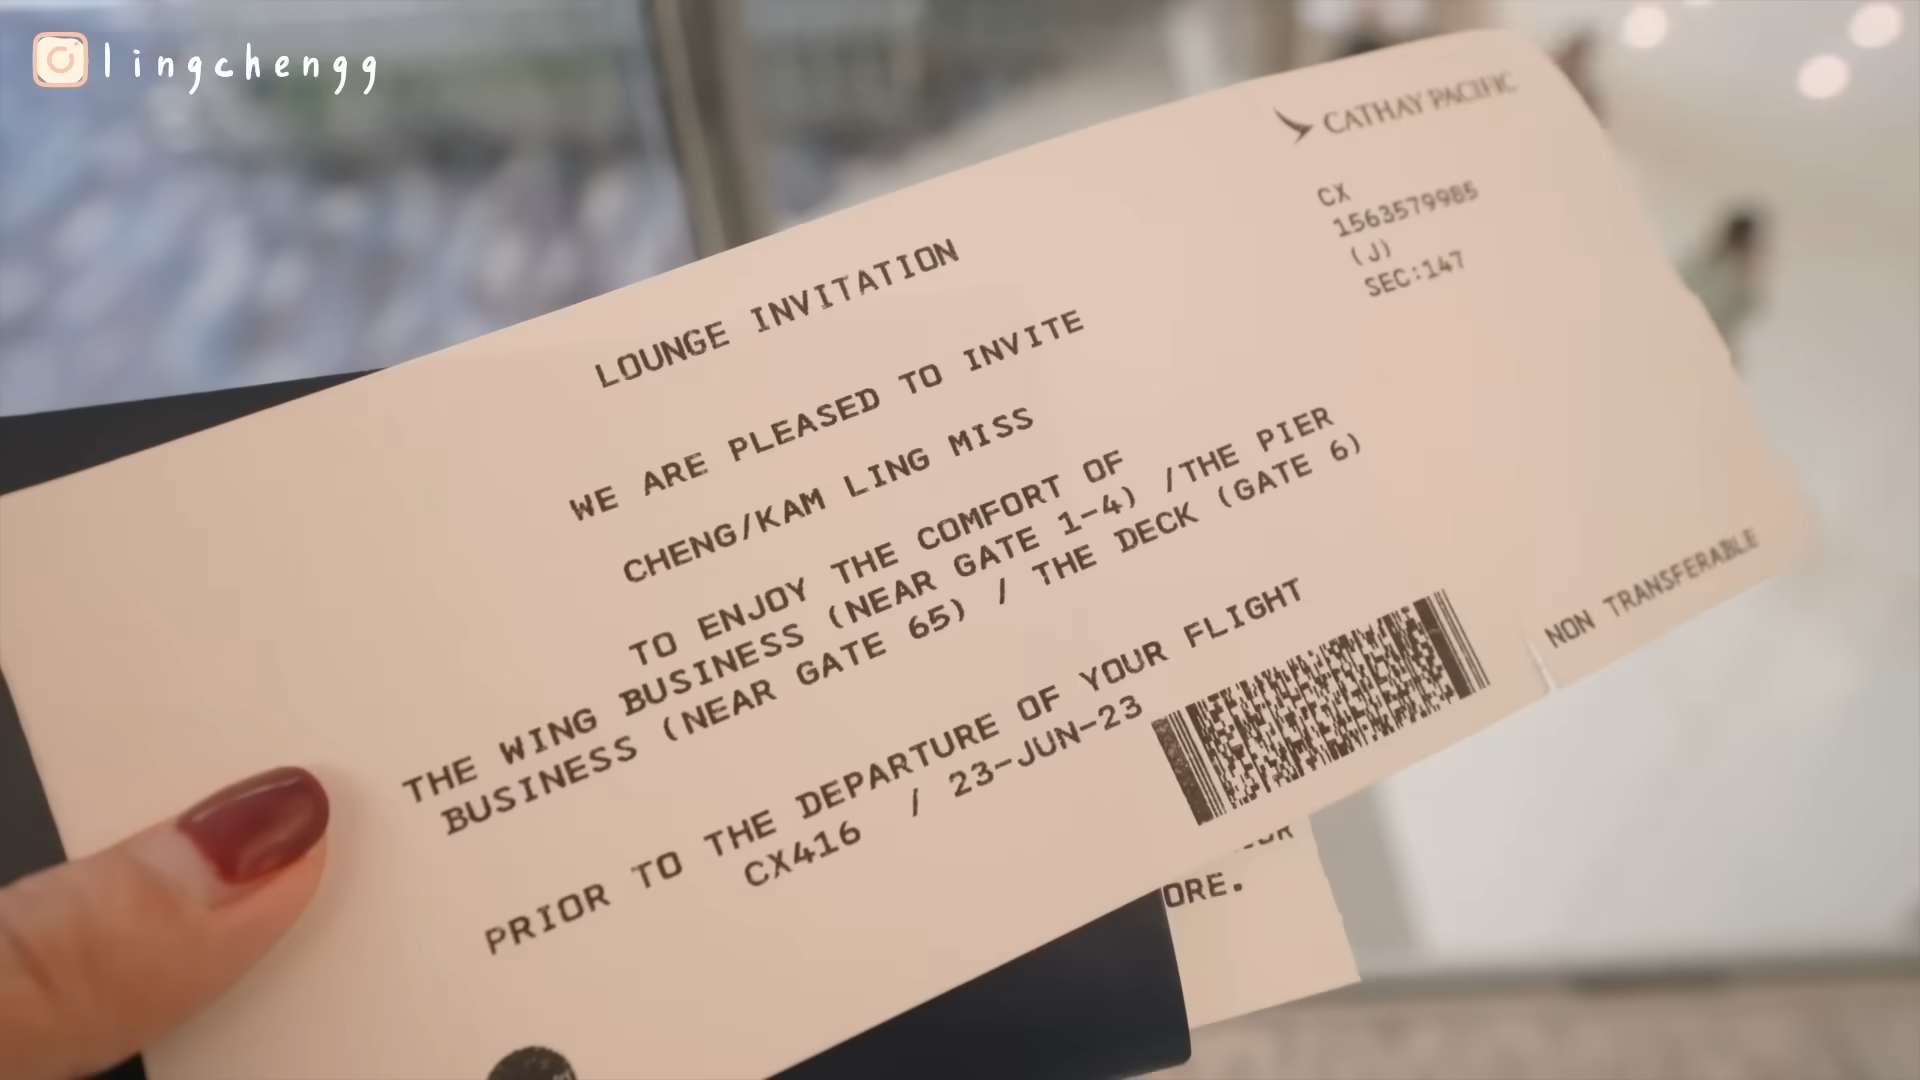 lingchengg
CATHAY PACIFIC
CX
1563579985
(J)
SEC:147
LOUNGE INVITATION
WE ARE PLEASED TO INVITE
CHENG/KAM LING MISS
TO ENJOY THE COMFORT OF
THE WING BUSINESS (NEAR GATE 1-4) /THE PIER
BUSINESS (NEAR GATE 65) / THE DECK (GATE 6)
PRIOR TO THE DEPARTURE OF YOUR FLIGHT
CX416 / 23-JUN-23
NON TRANSFERABLE
ORE.